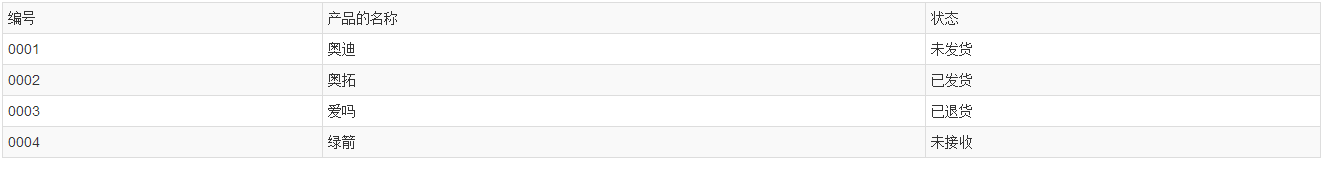 编号 产品的名称 状态
0001 奥迪 未发货
0002 奥拓 已发货
0003 爱吗 已退货
0004 绿箭 未接收